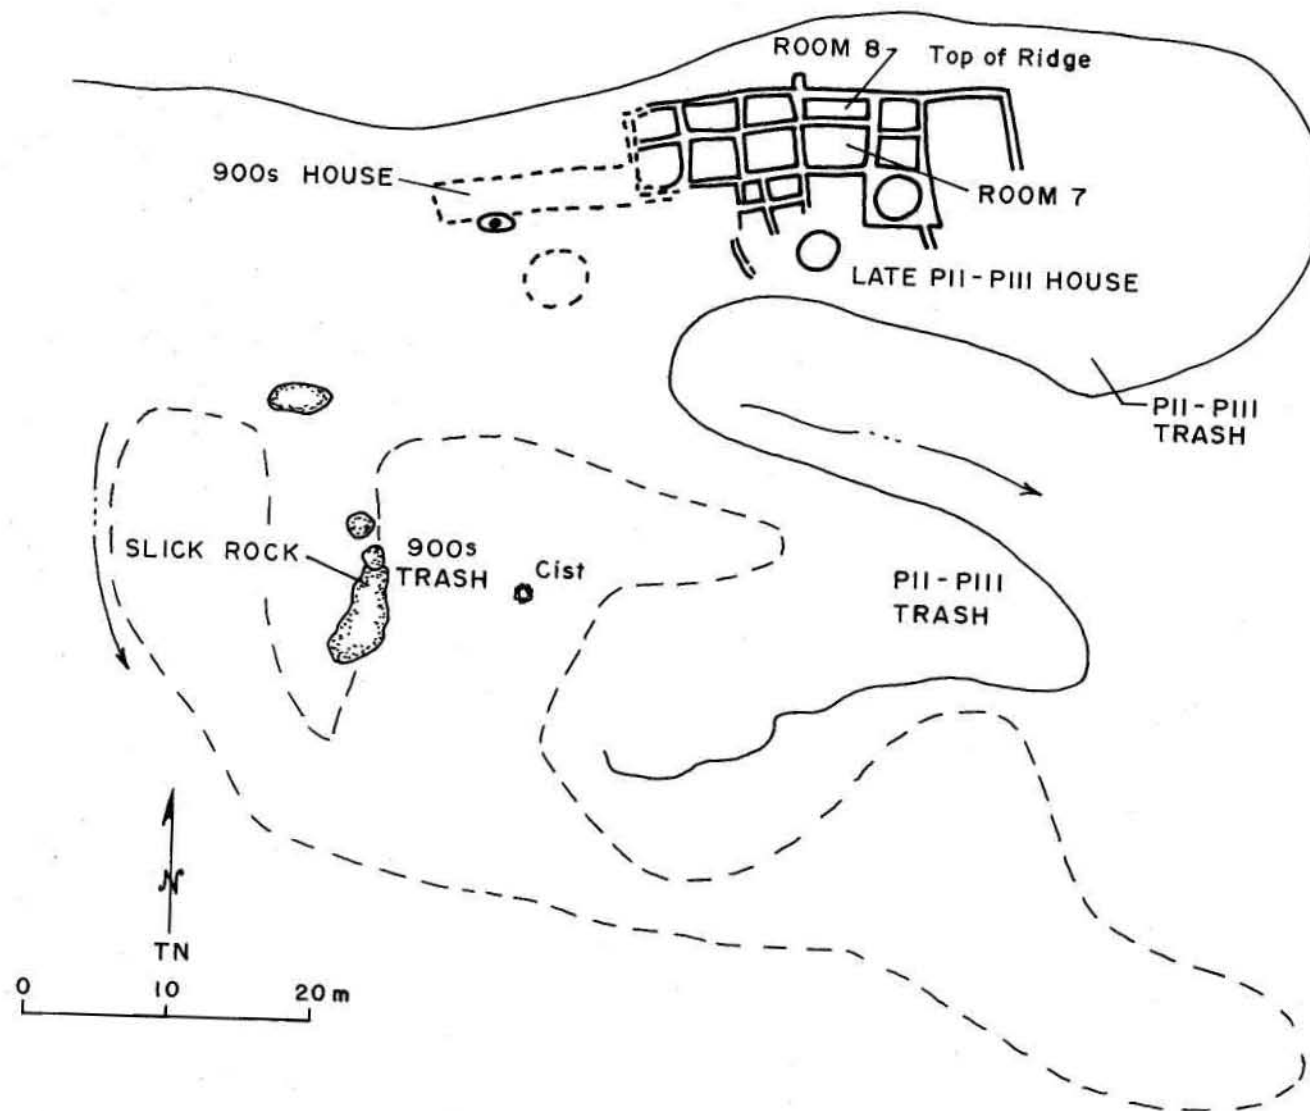 ROOM 8
Top of Ridge
900s HOUSE
ROOM 7
LATE PII-PIII HOUSE
PII-PIII
TRASH
SLICK ROCK
900s
TRASH
Cist
PII-PIII
TRASH
N
TN
0 10 20 m